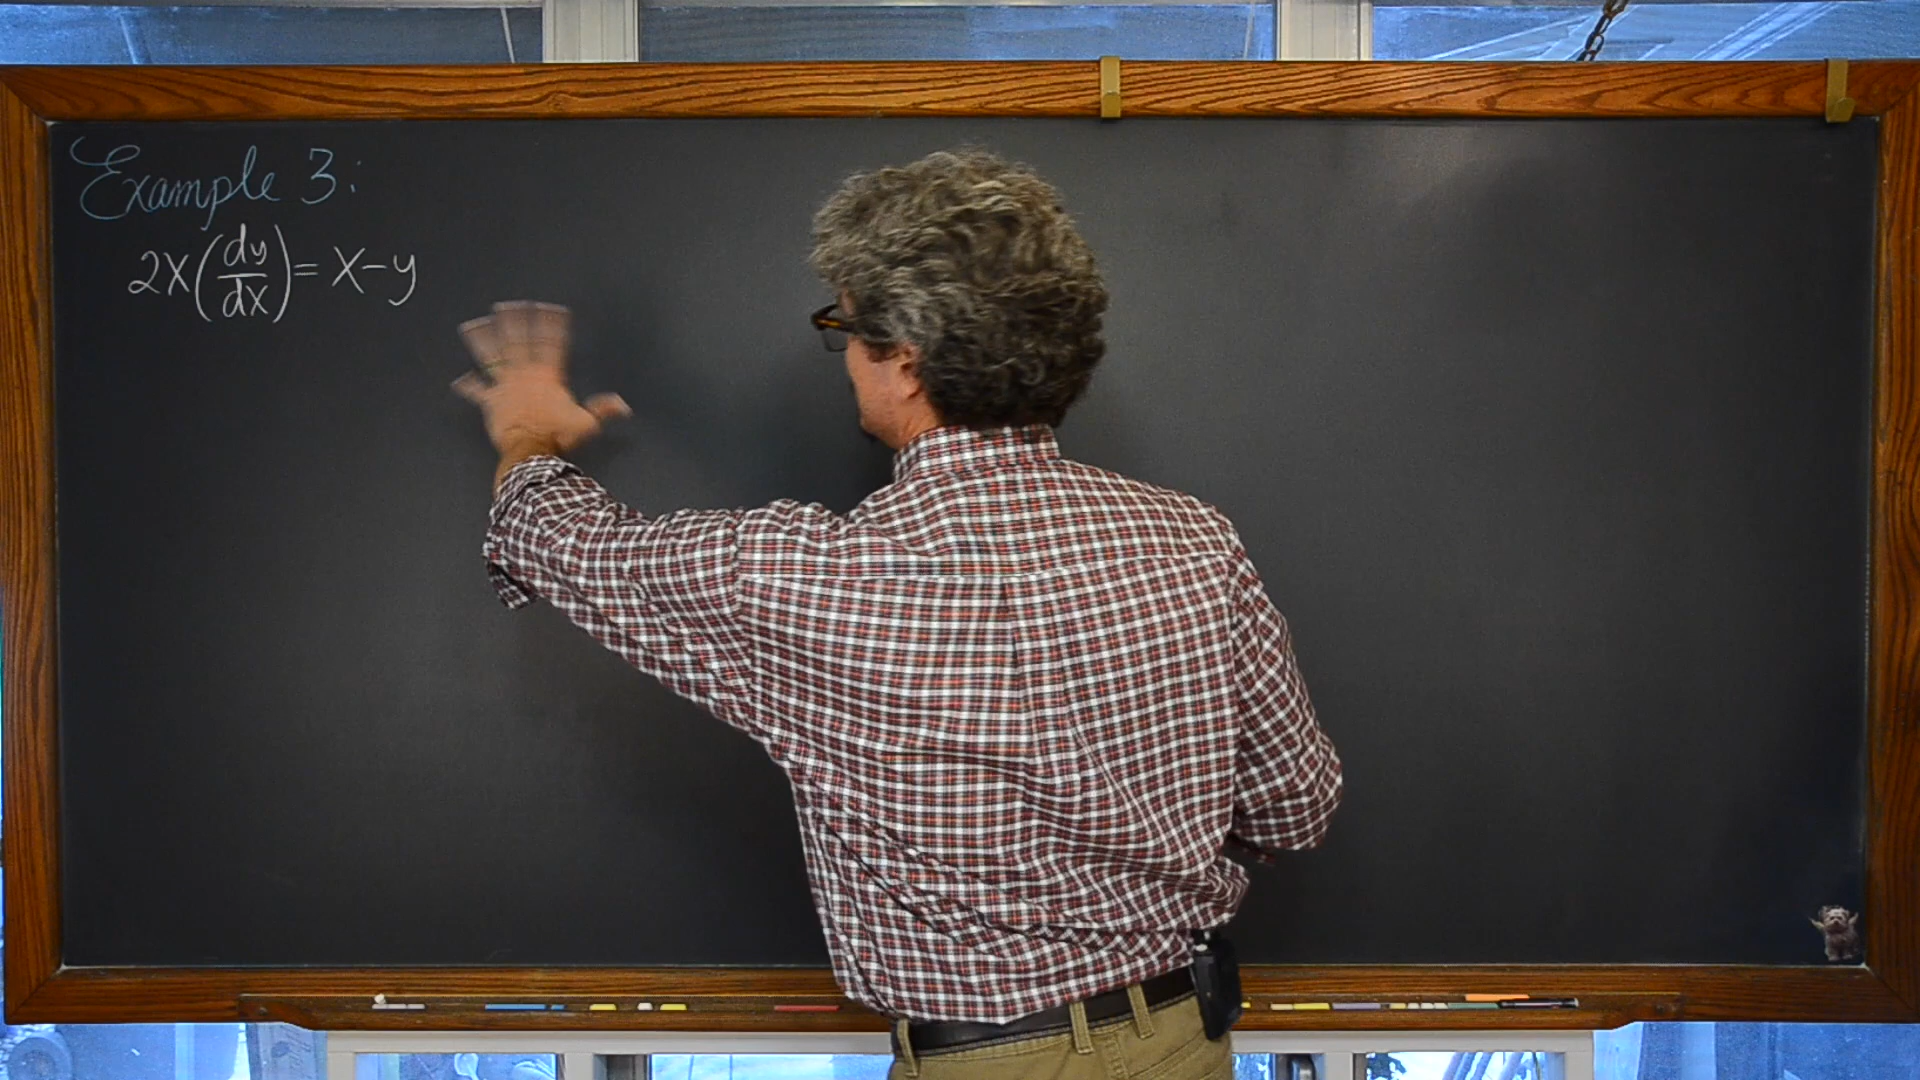 Example 3:
2x(dy/dx) = x-y